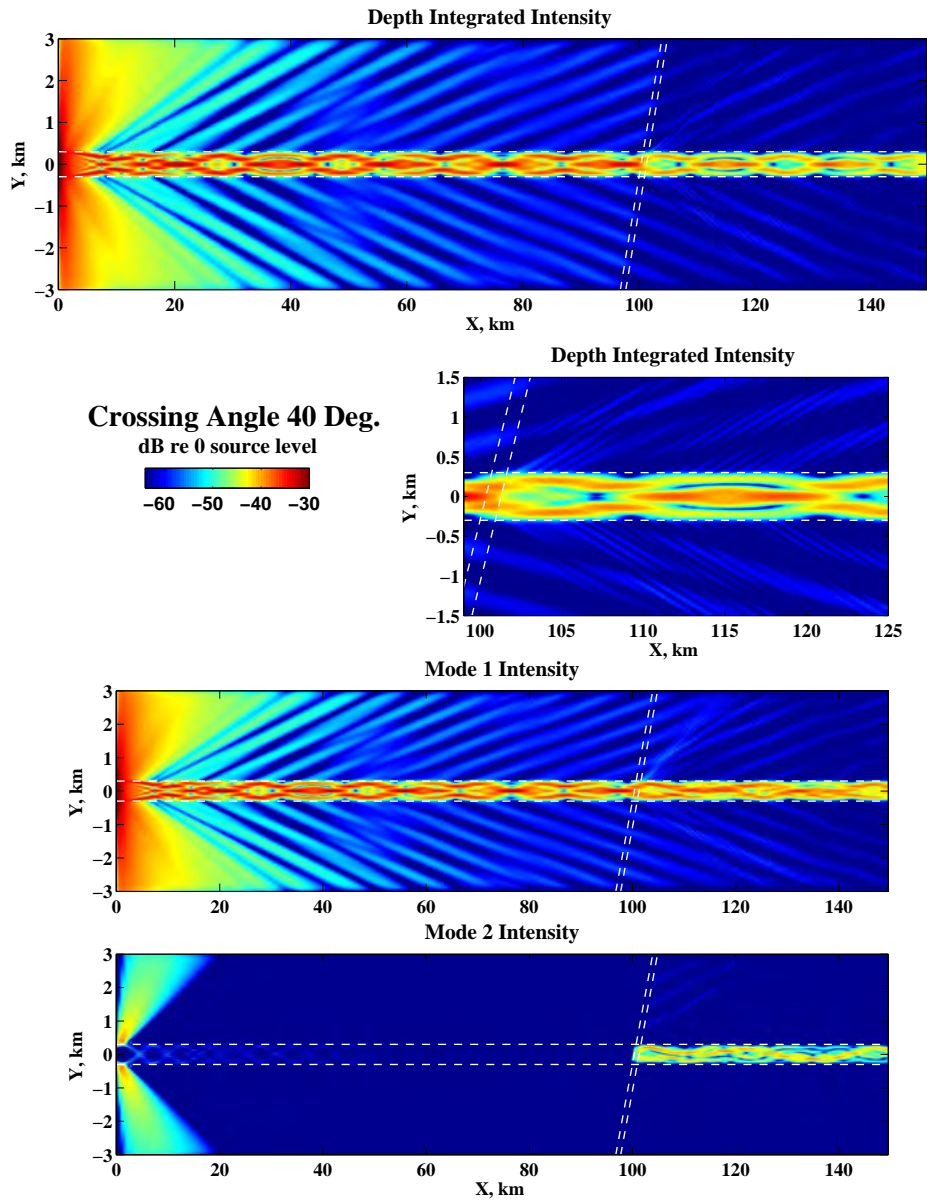 Depth Integrated Intensity
3
2
1
0
−1
−2
−3
Y, km
0 20 40 60 80 100 120 140
X, km
Depth Integrated Intensity
Crossing Angle 40 Deg.
dB re 0 source level
−60 −50 −40 −30
1.5
1
0.5
0
−0.5
−1
−1.5
Y, km
100 105 110 115 120 125
X, km
Mode 1 Intensity
3
2
1
0
−1
−2
−3
Y, km
0 20 40 60 80 100 120 140
Mode 2 Intensity
3
2
1
0
−1
−2
−3
Y, km
0 20 40 60 80 100 120 140
X, km